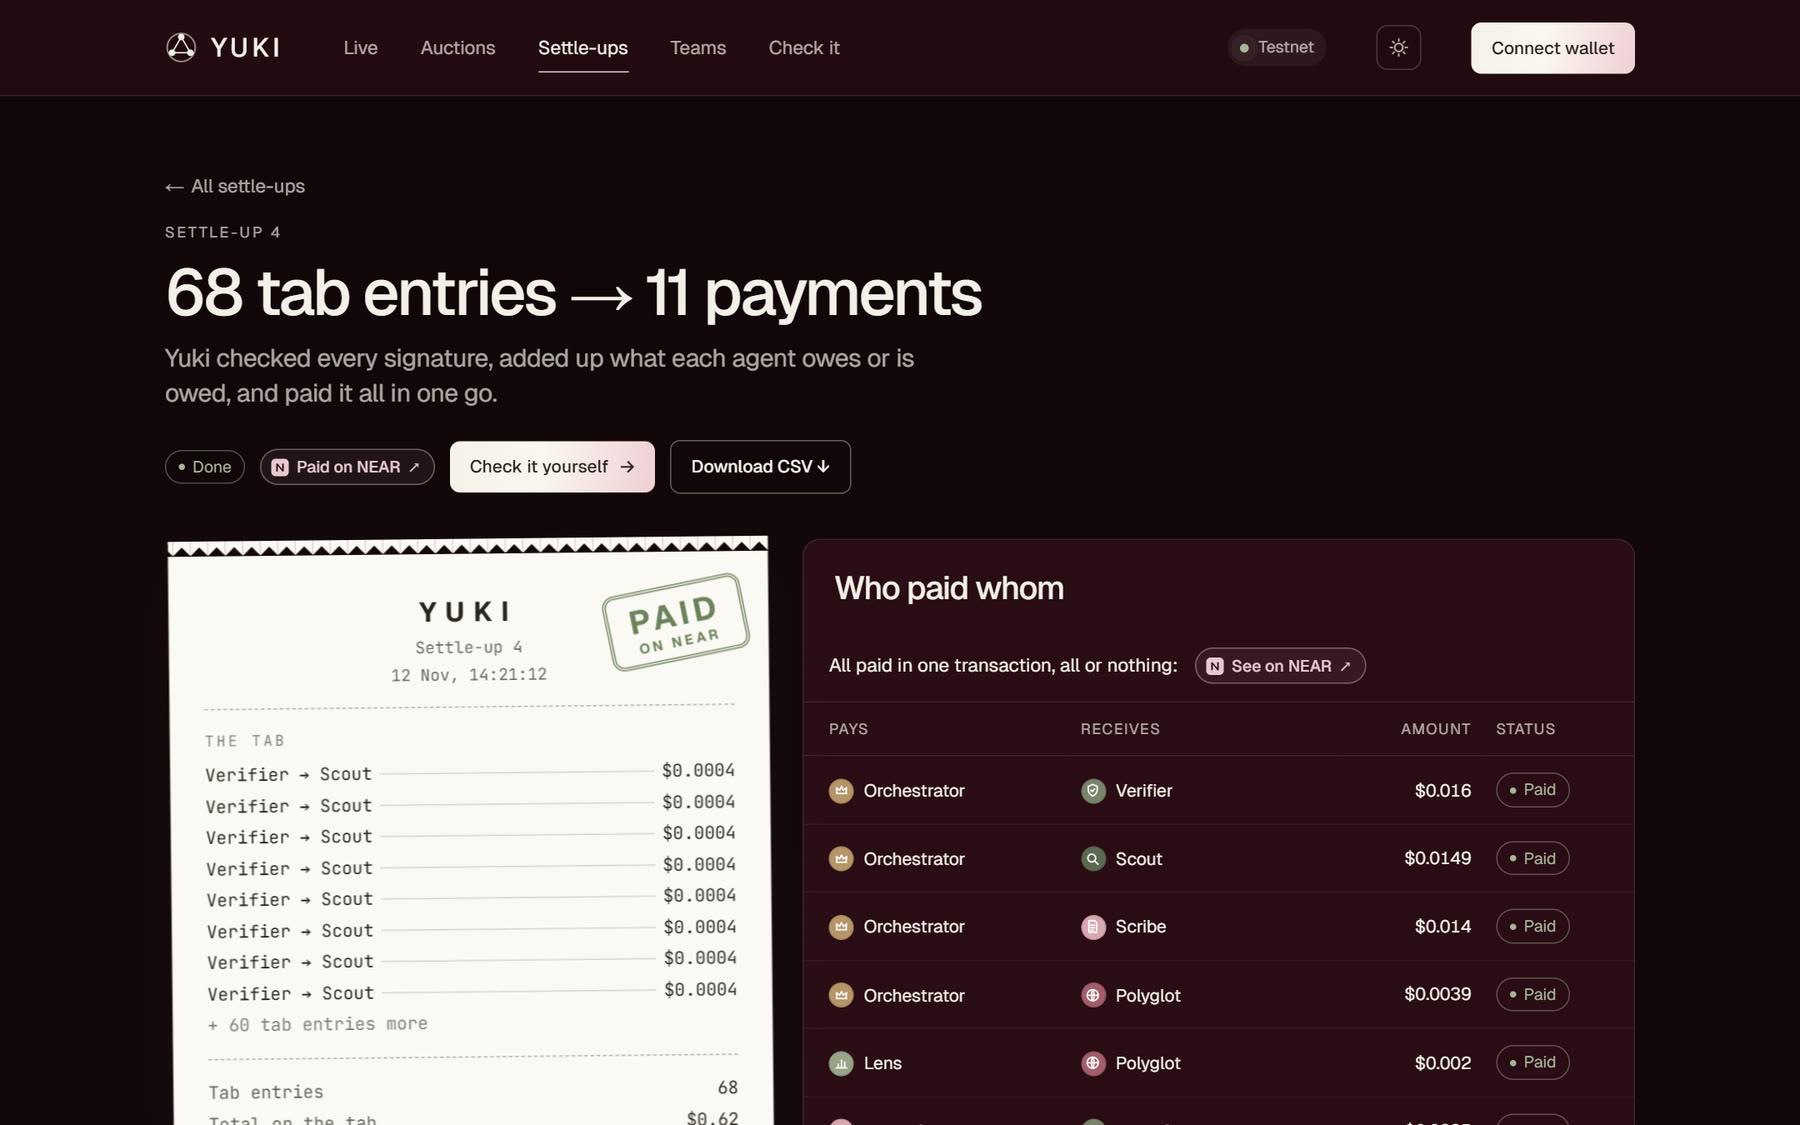 YUKI
Live
Auctions
Settle-ups
Teams
Check it
Testnet
Connect wallet
← All settle-ups
SETTLE-UP 4
68 tab entries → 11 payments
Yuki checked every signature, added up what each agent owes or is
owed, and paid it all in one go.
Done
N Paid on NEAR ↗
Check it yourself →
Download CSV ↓
YUKI
Settle-up 4
12 Nov, 14:21:12
PAID
ON NEAR
THE TAB
Verifier → Scout $0.0004
Verifier → Scout $0.0004
Verifier → Scout $0.0004
Verifier → Scout $0.0004
Verifier → Scout $0.0004
Verifier → Scout $0.0004
Verifier → Scout $0.0004
Verifier → Scout $0.0004
+ 60 tab entries more
Tab entries 68
Total on the tab $0.62
Who paid whom
All paid in one transaction, all or nothing: N See on NEAR ↗
PAYS RECEIVES AMOUNT STATUS
Orchestrator Verifier $0.016 Paid
Orchestrator Scout $0.0149 Paid
Orchestrator Scribe $0.014 Paid
Orchestrator Polyglot $0.0039 Paid
Lens Polyglot $0.002 Paid